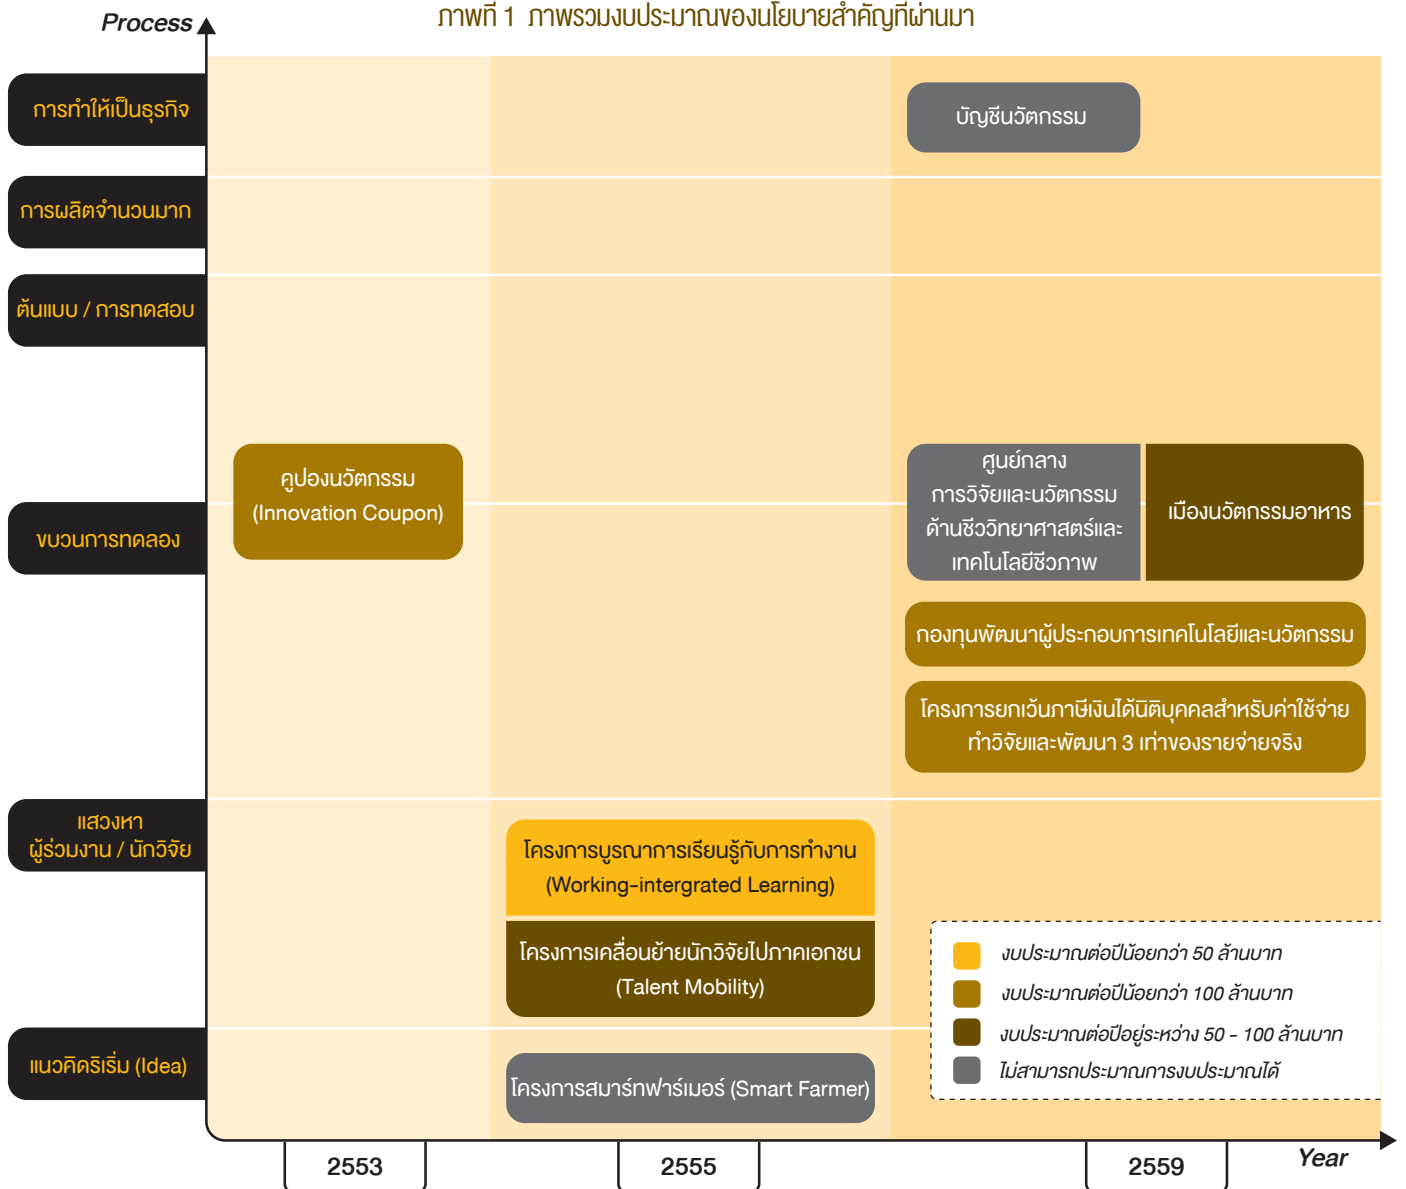 ภาพที่ 1 ภาพรวมงบประมาณของนโยบายสำคัญที่ผ่านมา
Process
การทำให้เป็นธุรกิจ
บัญชีนวัตกรรม
การผลิตจำนวนมาก
ต้นแบบ / การทดสอบ
ขบวนการทดลอง
คูปองนวัตกรรม
(Innovation Coupon)
ศูนย์กลาง
การวิจัยและนวัตกรรม
ด้านชีววิทยาศาสตร์และ
เทคโนโลยีชีวภาพ
เมืองนวัตกรรมอาหาร
กองทุนพัฒนาผู้ประกอบการเทคโนโลยีและนวัตกรรม
โครงการยกเว้นภาษีเงินได้นิติบุคคลสำหรับค่าใช้จ่าย
ทำวิจัยและพัฒนา 3 เท่าของรายจ่ายจริง
แสวงหา
ผู้ร่วมงาน / นักวิจัย
โครงการบูรณาการเรียนรู้กับการทำงาน
(Working-intergrated Learning)
โครงการเคลื่อนย้ายนักวิจัยไปภาคเอกชน
(Talent Mobility)
แนวคิดริเริ่ม (Idea)
โครงการสมาร์ทฟาร์เมอร์ (Smart Farmer)
งบประมาณต่อปีน้อยกว่า 50 ล้านบาท
งบประมาณต่อปีน้อยกว่า 100 ล้านบาท
งบประมาณต่อปีอยู่ระหว่าง 50 - 100 ล้านบาท
ไม่สามารถประมาณการงบประมาณได้
2553
2555
2559
Year